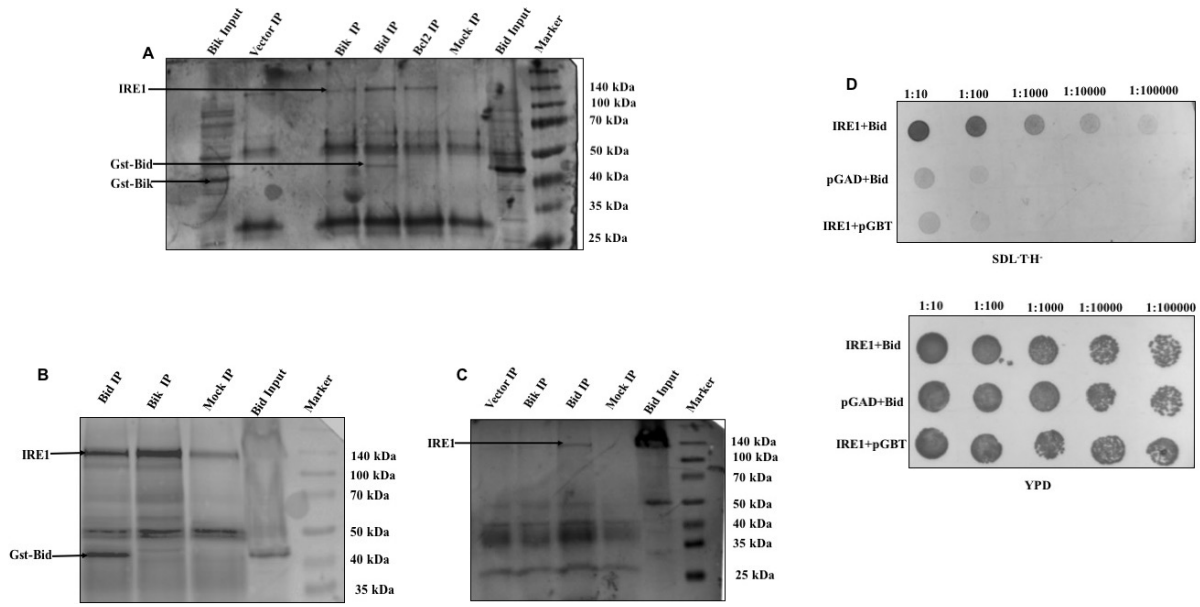 A
Bik Input
Vector IP
Bik IP
Bid IP
Bcl2 IP
Mock IP
Bid Input
Marker
IRE1
Gst-Bid
Gst-Bik
140 kDa
100 kDa
70 kDa
50 kDa
40 kDa
35 kDa
25 kDa
B
Bid IP
Bik IP
Mock IP
Bid Input
Marker
IRE1
Gst-Bid
140 kDa
100 kDa
70 kDa
50 kDa
40 kDa
35 kDa
C
Vector IP
Bik IP
Bid IP
Mock IP
Bid Input
Marker
IRE1
140 kDa
100 kDa
70 kDa
50 kDa
40 kDa
35 kDa
25 kDa
D
1:10 1:100 1:1000 1:10000 1:100000
IRE1+Bid
pGAD+Bid
IRE1+pGBT
SDL-T-H-
1:10 1:100 1:1000 1:10000 1:100000
IRE1+Bid
pGAD+Bid
IRE1+pGBT
YPD